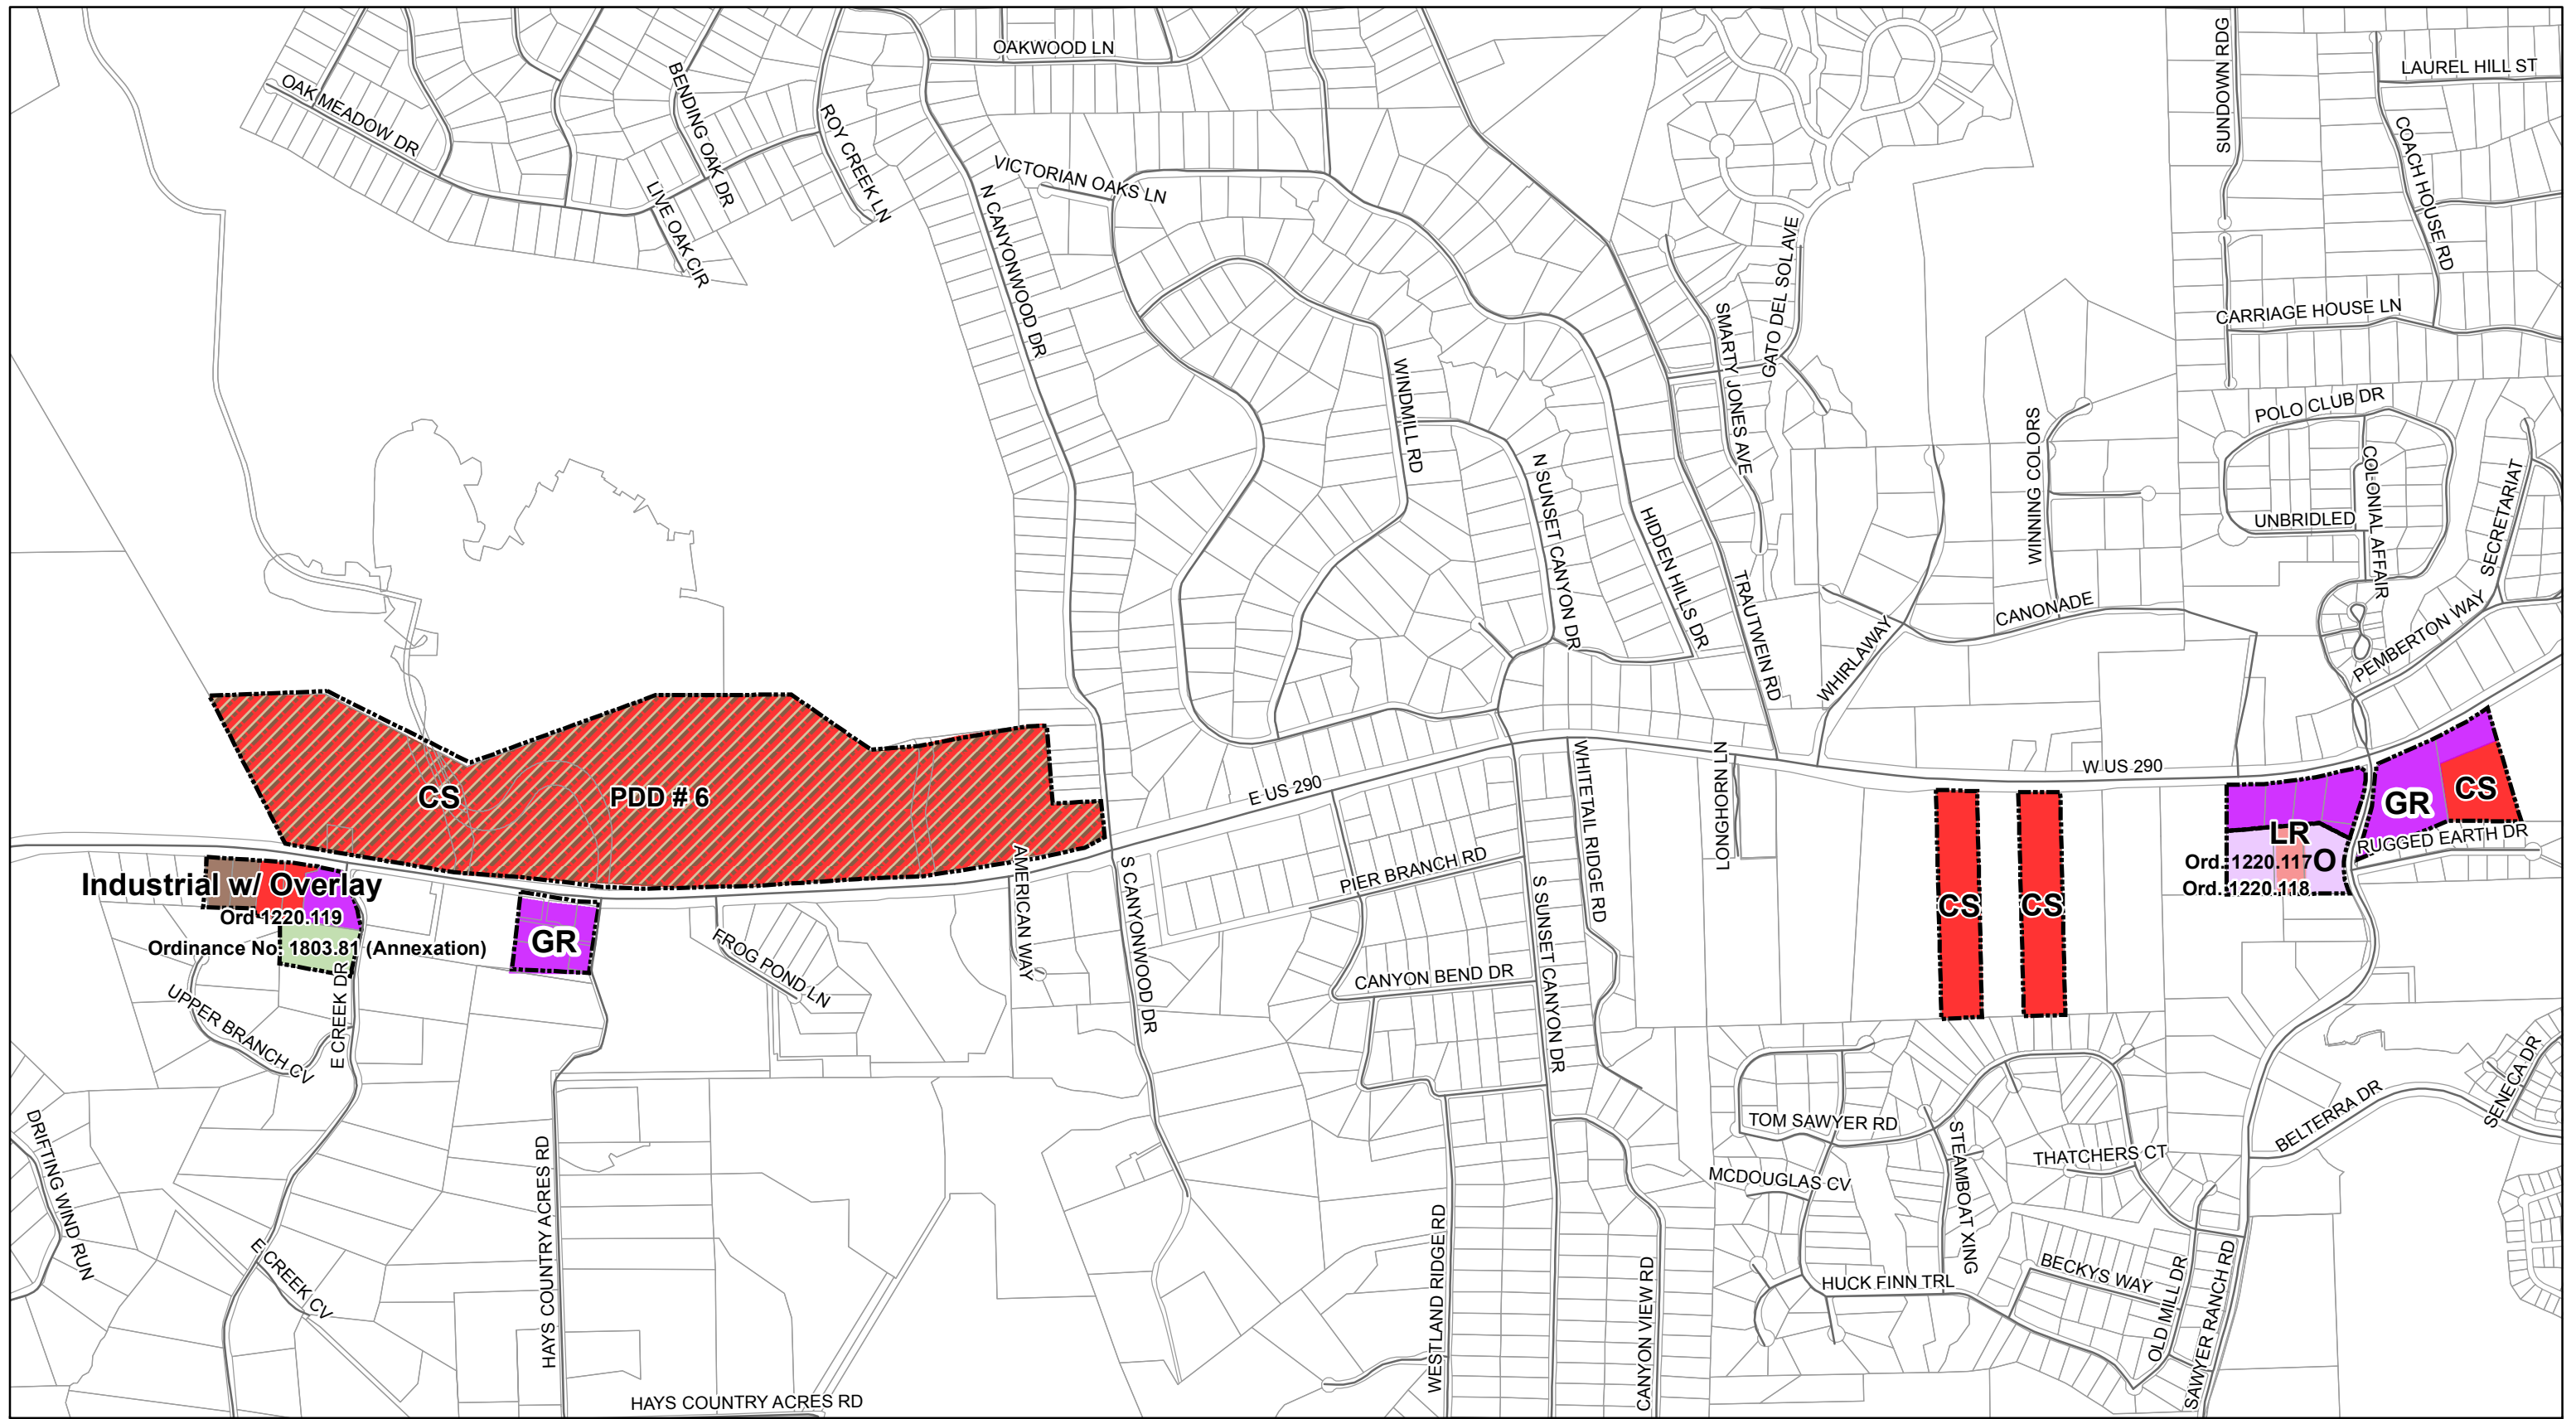 OAKWOOD LN
OAK MEADOW DR
BENDING OAK DR
ROY CREEK LN
LIVE OAK CIR
VICTORIAN OAKS LN
N CANYONWOOD DR
SUNDOWN RDG
LAUREL HILL ST
COACH HOUSE RD
CARRIAGE HOUSE LN
GATO DEL SOL AVE
SMARTY JONES AVE
WINDMILL RD
N SUNSET CANYON DR
HIDDEN HILLS DR
TRAUTWEIN RD
WHIRLAWAY
WINNING COLORS
CANONADE
POLO CLUB DR
COLONIAL AFFAIR
UNBRIDLED
SECRETARIAT
PEMBERTON WAY
CS
PDD # 6
E US 290
W US 290
LONGHORN LN
WHITETAIL RIDGE RD
CS
CS
GR
CS
LR
O
RUGGED EARTH DR
Ord. 1220.117
Ord. 1220.118
Industrial w/ Overlay
Ord 1220.119
Ordinance No. 1803.81 (Annexation)
GR
AMERICAN WAY
FROG POND LN
S CANYONWOOD DR
PIER BRANCH RD
CANYON BEND DR
S SUNSET CANYON DR
UPPER BRANCH CV
E CREEK DR
DRIFTING WIND RUN
E CREEK CV
HAYS COUNTRY ACRES RD
HAYS COUNTRY ACRES RD
WESTLAND RIDGE RD
CANYON VIEW RD
TOM SAWYER RD
MCDOUGLAS CV
STEAMBOAT XING
THATCHERS CT
HUCK FINN TRL
BECKYS WAY
OLD MILL DR
SAWYER RANCH RD
BELTERRA DR
SENECA DR